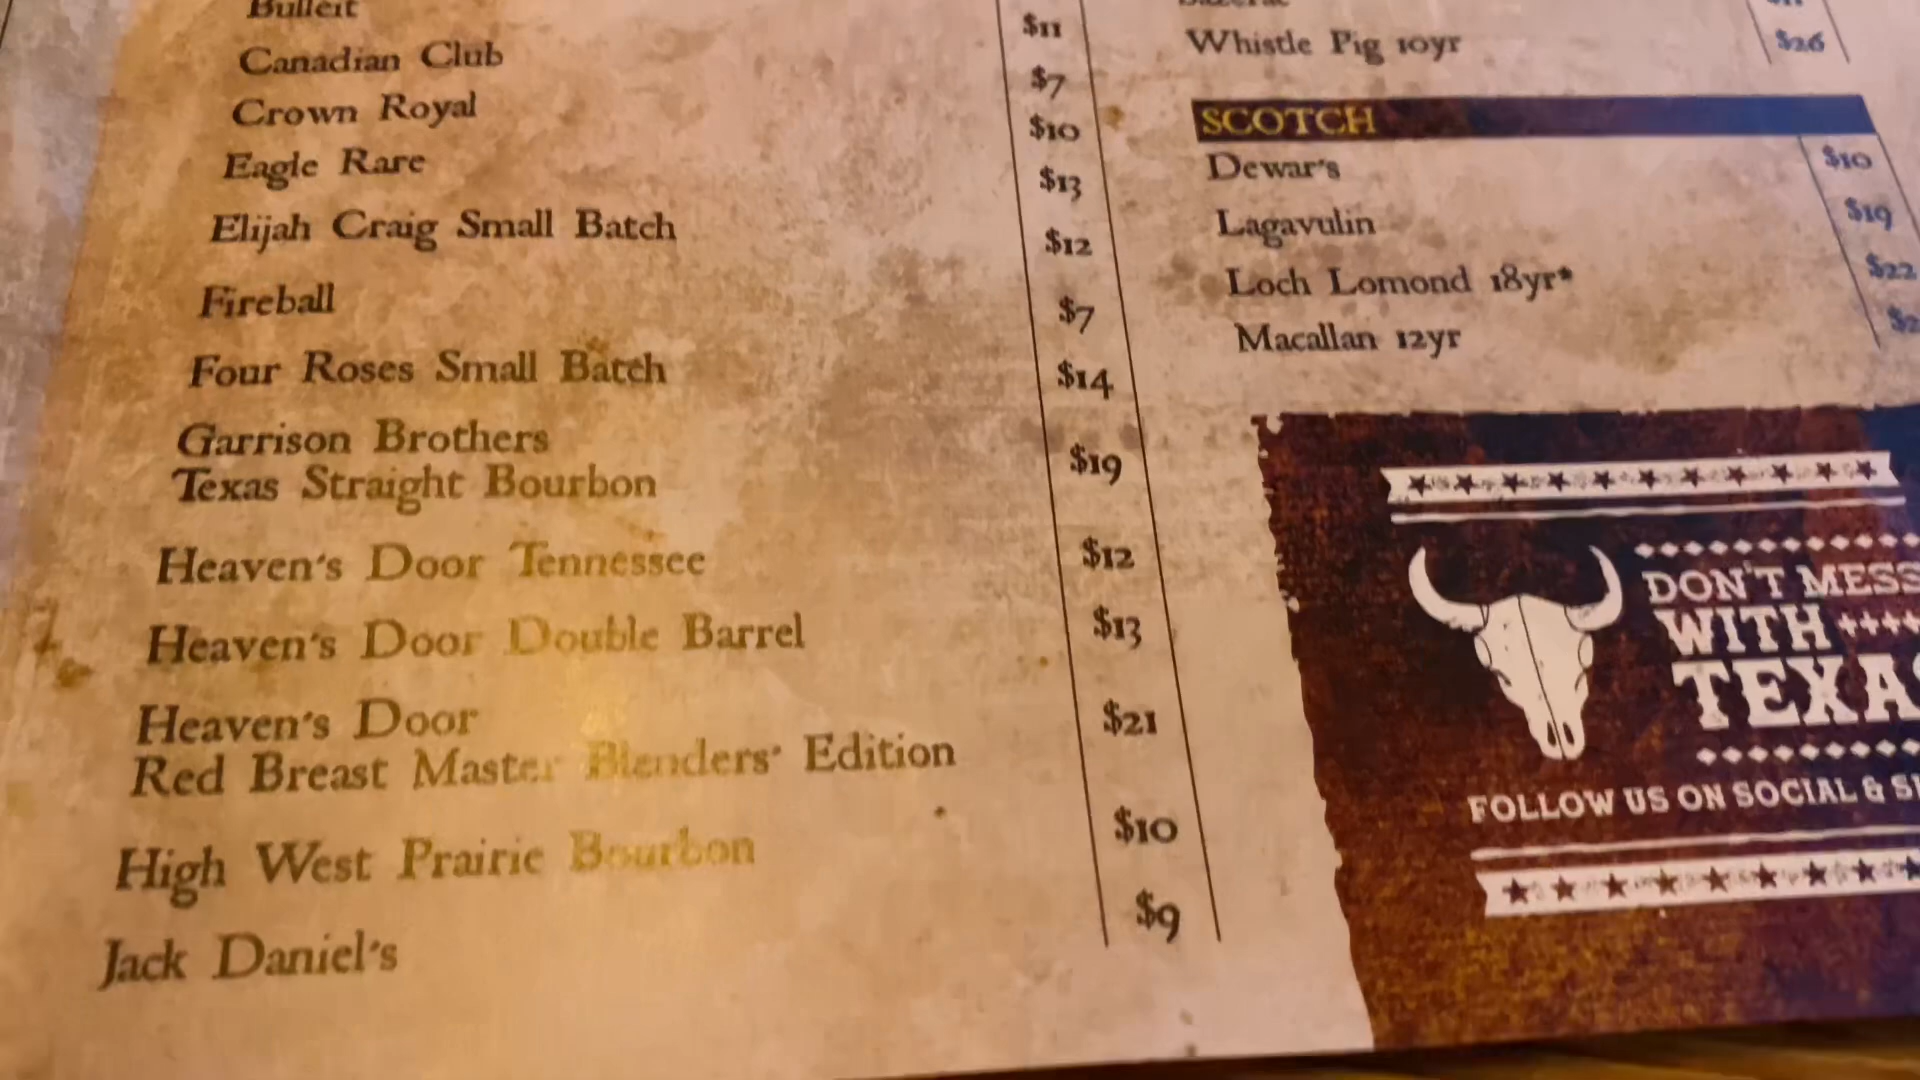 Bulleit $11
Canadian Club $7
Crown Royal $10
Eagle Rare $13
Elijah Craig Small Batch $12
Fireball $7
Four Roses Small Batch $14
Garrison Brothers
Texas Straight Bourbon $19
Heaven's Door Tennessee $12
Heaven's Door Double Barrel $13
Heaven's Door $21
Red Breast Master Blenders' Edition
High West Prairie Bourbon $10
Jack Daniel's $9
Whistle Pig 10yr $26
SCOTCH
Dewar's $10
Lagavulin $19
Loch Lomond 18yr* $22
Macallan 12yr
DON'T MESS
WITH
TEXAS
FOLLOW US ON SOCIAL &